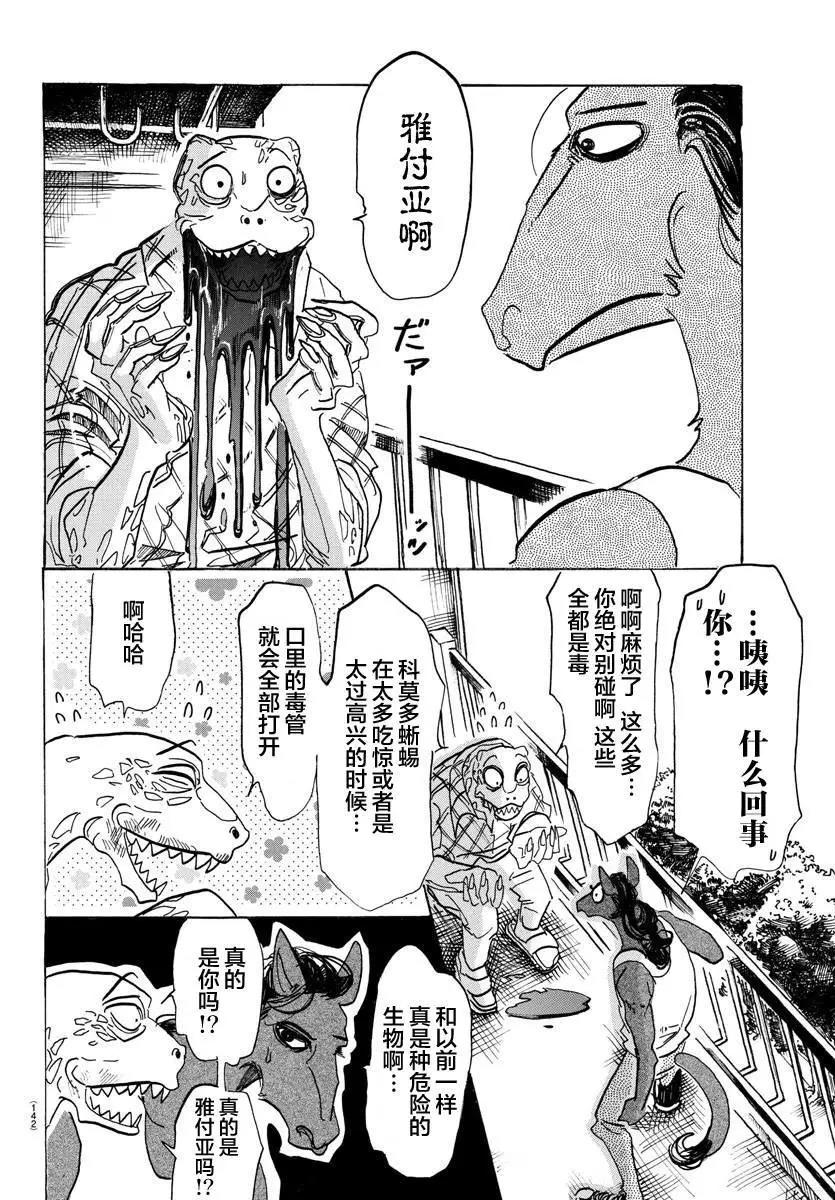 雅付亚啊
だァーーッッ
…咦咦 什么回事
你…!?
啊啊麻烦了 这么多…
你绝对别碰啊 这些
全都是毒
科莫多蜥蜴
在太多吃惊或者是
太过高兴的时候…
口里的毒管
就会全部打开
啊哈哈
和以前一样
真是种危险的
生物啊…
真的
是你吗!?
真的是
雅付亚吗!?
(142)